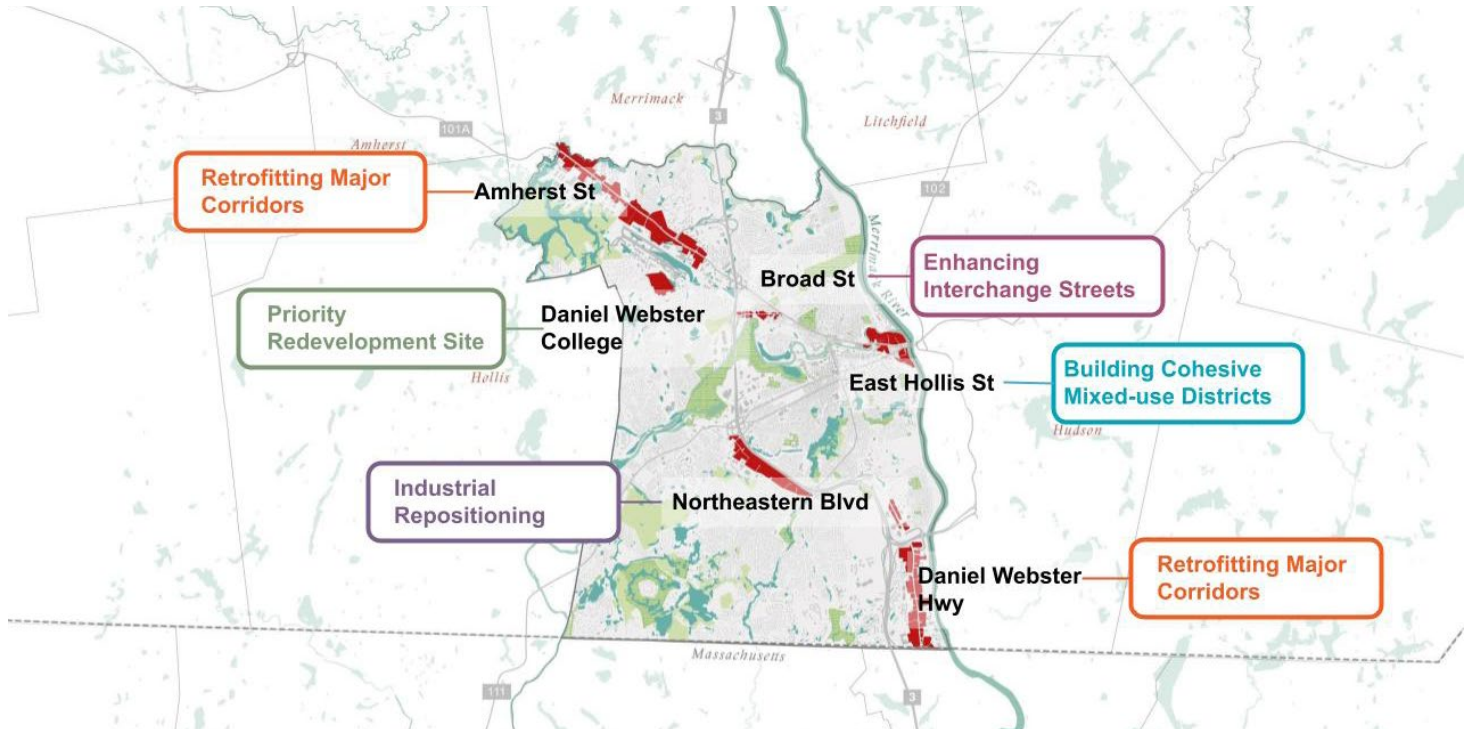 Merrimack
3
Litchfield
101A
Amherst
Retrofitting Major
Corridors
Amherst St
102
Merrimack River
Broad St
Enhancing
Interchange Streets
Priority
Redevelopment Site
Daniel Webster
College
Hollis
East Hollis St
Building Cohesive
Mixed-use Districts
Hudson
Industrial
Repositioning
Northeastern Blvd
Daniel Webster
Hwy
Retrofitting Major
Corridors
Massachusetts
111
3